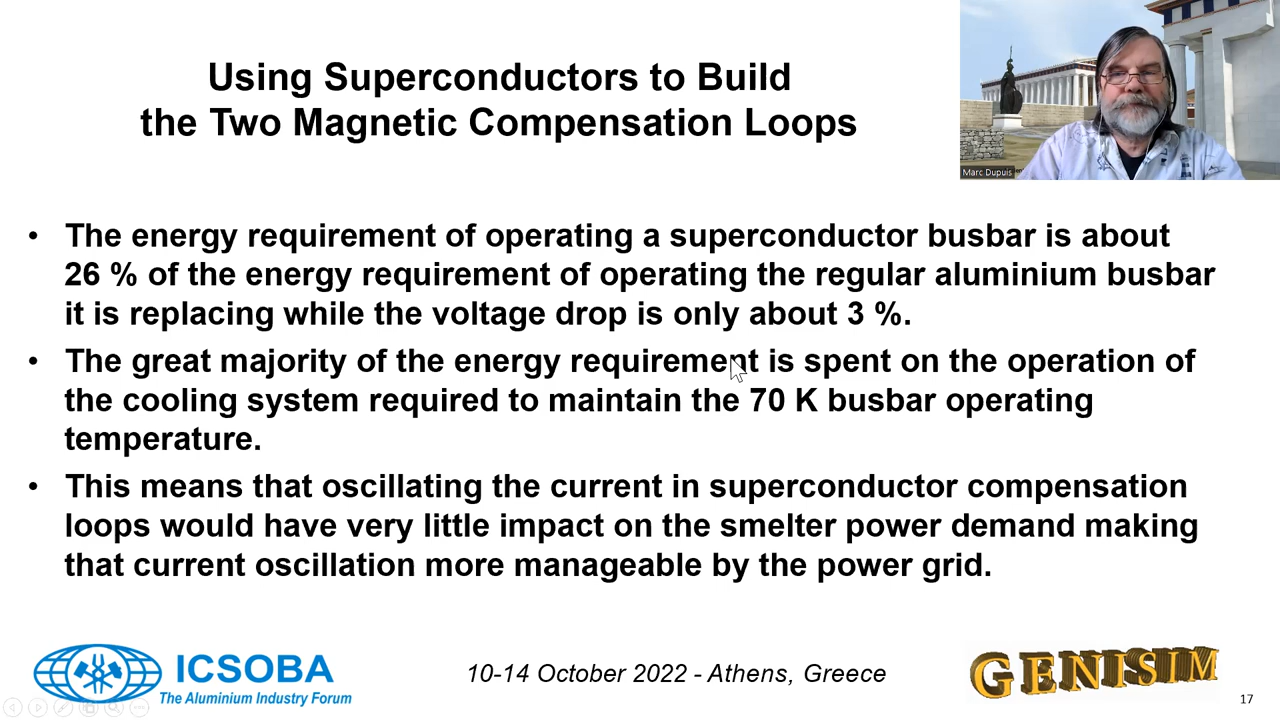 Using Superconductors to Build
the Two Magnetic Compensation Loops
Marc Dupuis
• The energy requirement of operating a superconductor busbar is about
26 % of the energy requirement of operating the regular aluminium busbar
it is replacing while the voltage drop is only about 3 %.
• The great majority of the energy requirement is spent on the operation of
the cooling system required to maintain the 70 K busbar operating
temperature.
• This means that oscillating the current in superconductor compensation
loops would have very little impact on the smelter power demand making
that current oscillation more manageable by the power grid.
ICSOBA
The Aluminium Industry Forum
10-14 October 2022 - Athens, Greece
GENISIM
17